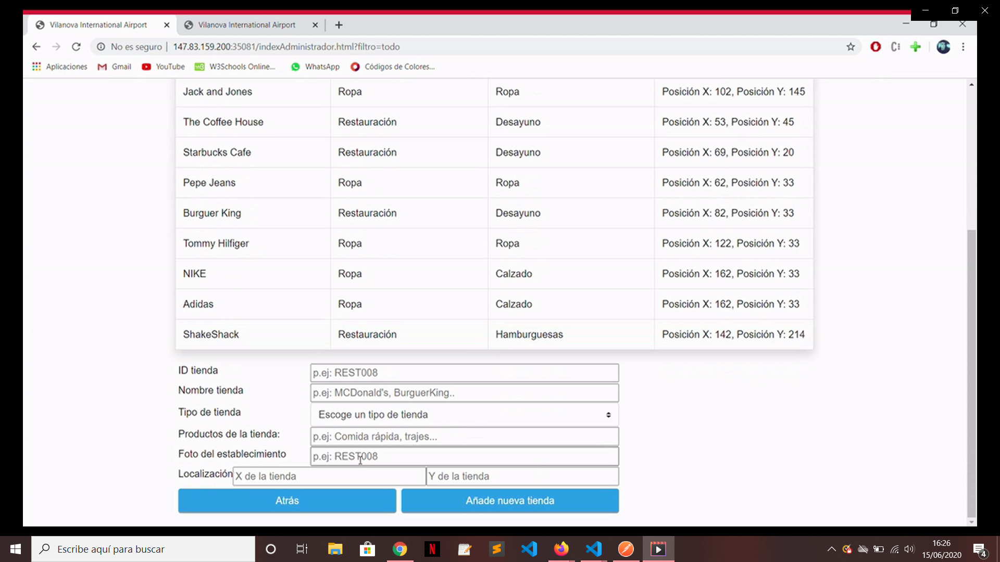 Vilanova International Airport
Vilanova International Airport
No es seguro | 147.83.159.200:35081/indexAdministrador.html?filtro=todo
Aplicaciones Gmail YouTube W3Schools Online... WhatsApp Códigos de Colores...
Jack and Jones Ropa Ropa Posición X: 102, Posición Y: 145
The Coffee House Restauración Desayuno Posición X: 53, Posición Y: 45
Starbucks Cafe Restauración Desayuno Posición X: 69, Posición Y: 20
Pepe Jeans Ropa Ropa Posición X: 62, Posición Y: 33
Burguer King Restauración Desayuno Posición X: 82, Posición Y: 33
Tommy Hilfiger Ropa Ropa Posición X: 122, Posición Y: 33
NIKE Ropa Calzado Posición X: 162, Posición Y: 33
Adidas Ropa Calzado Posición X: 162, Posición Y: 33
ShakeShack Restauración Hamburguesas Posición X: 142, Posición Y: 214
ID tienda p.ej: REST008
Nombre tienda p.ej: MCDonald's, BurguerKing..
Tipo de tienda Escoge un tipo de tienda
Productos de la tienda: p.ej: Comida rápida, trajes...
Foto del establecimiento p.ej: REST008
Localización X de la tienda Y de la tienda
Atrás Añade nueva tienda
Escribe aquí para buscar
16:26
15/06/2020
4